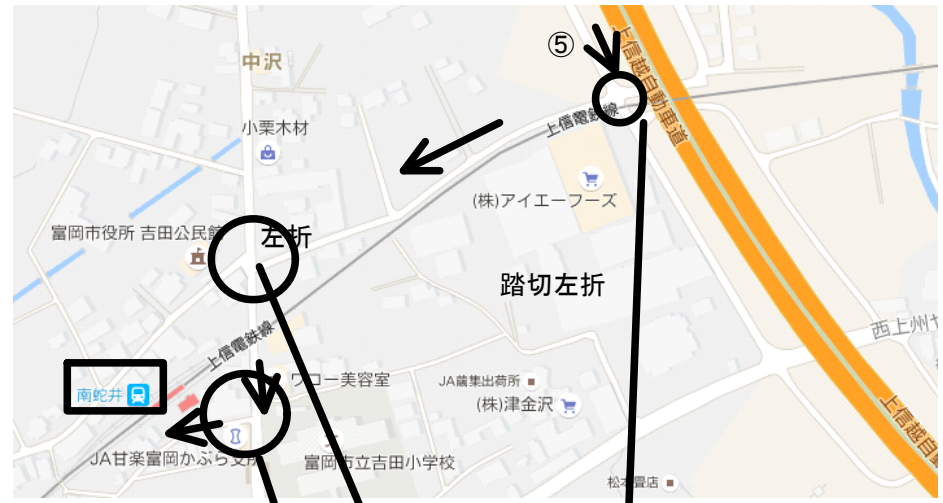 ⑤
上信越自動車道
中沢
上信電鉄線
小栗木材
(株)アイエーフーズ
富岡市役所 吉田公民館
左折
踏切左折
上信電鉄線
西上州や
ワコー美容室
JA繭集出荷所
南蛇井
(株)津金沢
上信越自動
JA甘楽富岡かぶら支所
富岡市立吉田小学校
松本畳店